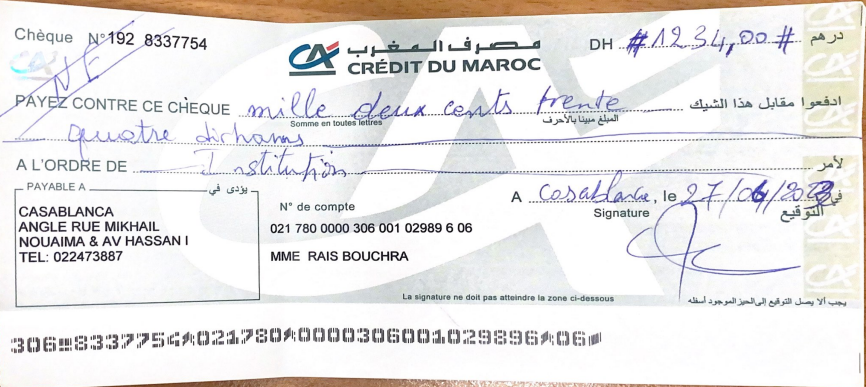 Chèque N°192 8337754
NE
CA مصرف المغرب
CRÉDIT DU MAROC
DH #1234,00# درهم
PAYEZ CONTRE CE CHEQUE mille deux cents trente ادفعوا مقابل هذا الشيك
Somme en toutes lettres المبلغ مبينا بالأحرف
quatre dirhams
A L'ORDRE DE Institution لأمر
PAYABLE A يؤدى في
CASABLANCA
ANGLE RUE MIKHAIL
NOUAIMA & AV HASSAN I
TEL: 022473887
N° de compte
021 780 0000 306 001 02989 6 06
MME RAIS BOUCHRA
A Casablanca, le 27/04/2023 في
Signature التوقيع
La signature ne doit pas atteindre la zone ci-dessous يجب ألا يصل التوقيع إلى الحيز الموجود أسفله
306 8337754 021780 0000306001029896 06